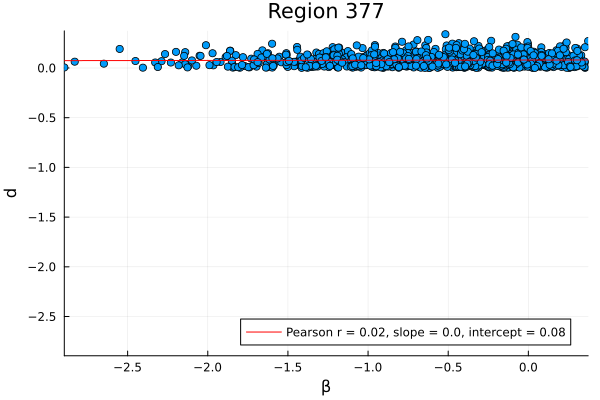 Region 377
d
0.0
−0.5
−1.0
−1.5
−2.0
−2.5
Pearson r = 0.02, slope = 0.0, intercept = 0.08
−2.5 −2.0 −1.5 −1.0 −0.5 0.0
β